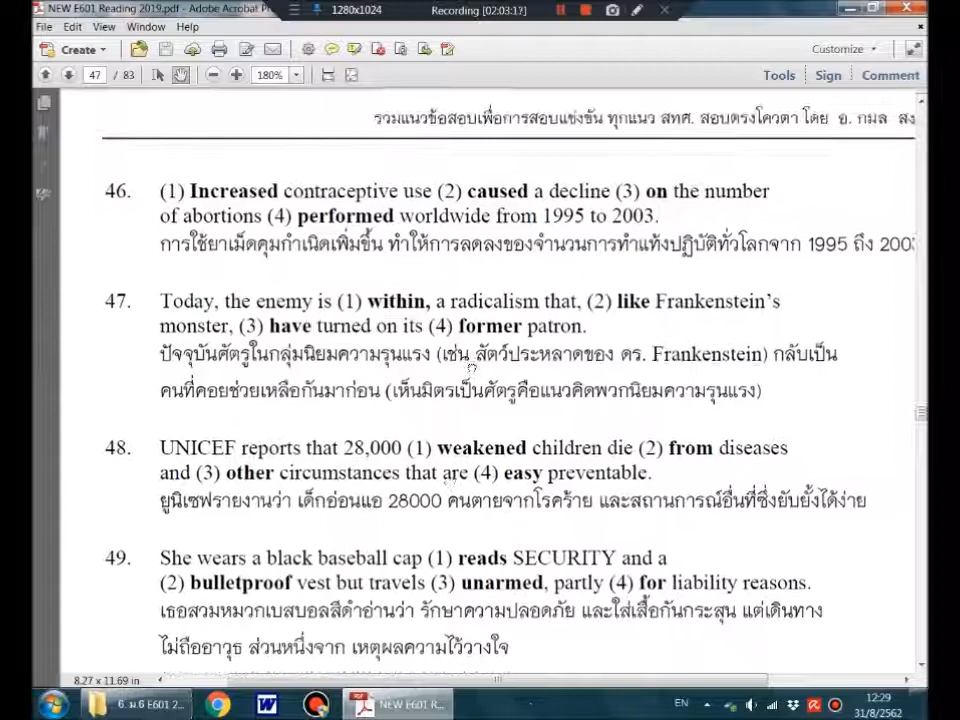 NEW E601 Reading 2019.pdf - Adobe Acrobat Pr
1280x1024
Recording [02:03:17]
File Edit View Window Help
Create
Customize
47 / 83
180%
Tools Sign Comment
รวมแนวข้อสอบเพื่อการสอบแข่งขัน ทุกแนว สทศ. สอบตรงโควตา โดย อ. กมล สง
46. (1) Increased contraceptive use (2) caused a decline (3) on the number
of abortions (4) performed worldwide from 1995 to 2003.
การใช้ยาเม็ดคุมกำเนิดเพิ่มขึ้น ทำให้การลดลงของจำนวนการทำแท้งปฏิบัติทั่วโลกจาก 1995 ถึง 2003
47. Today, the enemy is (1) within, a radicalism that, (2) like Frankenstein's
monster, (3) have turned on its (4) former patron.
ปัจจุบันศัตรูในกลุ่มนิยมความรุนแรง (เช่น สัตว์ประหลาดของ ดร. Frankenstein) กลับเป็น
คนที่คอยช่วยเหลือกันมาก่อน (เห็นมิตรเป็นศัตรูคือแนวคิดพวกนิยมความรุนแรง)
48. UNICEF reports that 28,000 (1) weakened children die (2) from diseases
and (3) other circumstances that are (4) easy preventable.
ยูนิเซฟรายงานว่า เด็กอ่อนแอ 28000 คนตายจากโรคร้าย และสถานการณ์อื่นที่ซึ่งยับยั้งได้ง่าย
49. She wears a black baseball cap (1) reads SECURITY and a
(2) bulletproof vest but travels (3) unarmed, partly (4) for liability reasons.
เธอสวมหมวกเบสบอลสีดำอ่านว่า รักษาความปลอดภัย และใส่เสื้อกันกระสุน แต่เดินทาง
ไม่ถืออาวุธ ส่วนหนึ่งจาก เหตุผลความไว้วางใจ
8.27 x 11.69 in
6. ม.6 E601 2...
NEW E601 R...
EN
12:29
31/8/2562